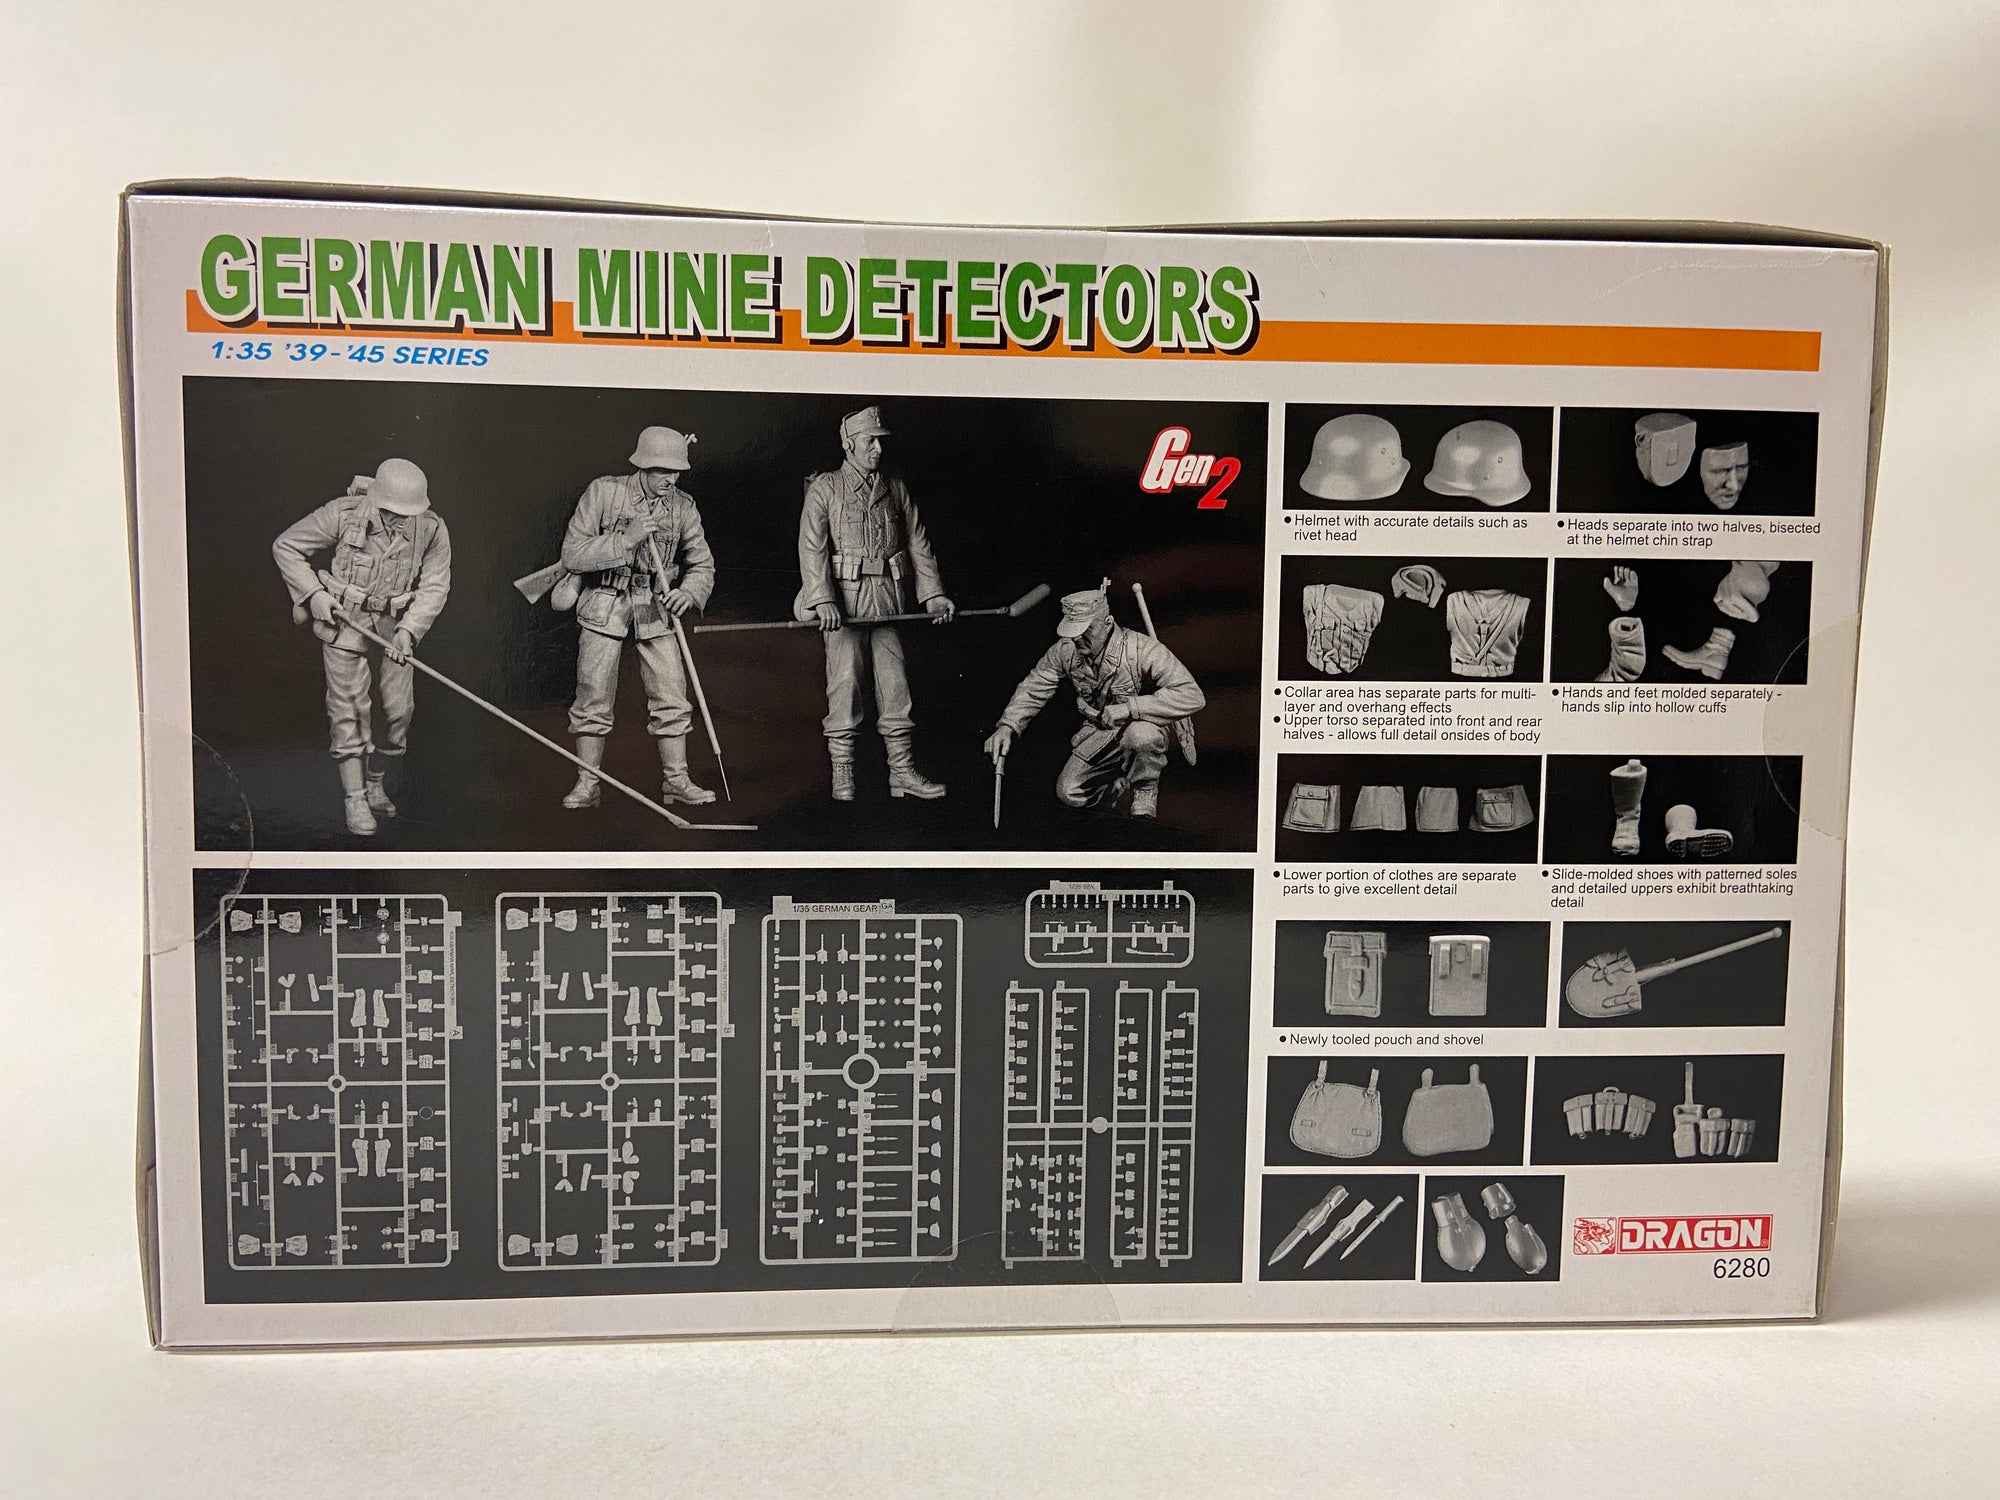 GERMAN MINE DETECTORS
1:35 '39-'45 SERIES
Gen2
• Helmet with accurate details such as
rivet head
• Heads separate into two halves, bisected
at the helmet chin strap
• Collar area has separate parts for multi-
layer and overhang effects
• Upper torso separated into front and rear
halves - allows full detail onsides of body
• Hands and feet molded separately -
hands slip into hollow cuffs
• Lower portion of clothes are separate
parts to give excellent detail
• Slide-molded shoes with patterned soles
and detailed uppers exhibit breathtaking
detail
• Newly tooled pouch and shovel
1/35 GERMAN GEAR GA
A
B
DRAGON®
6280